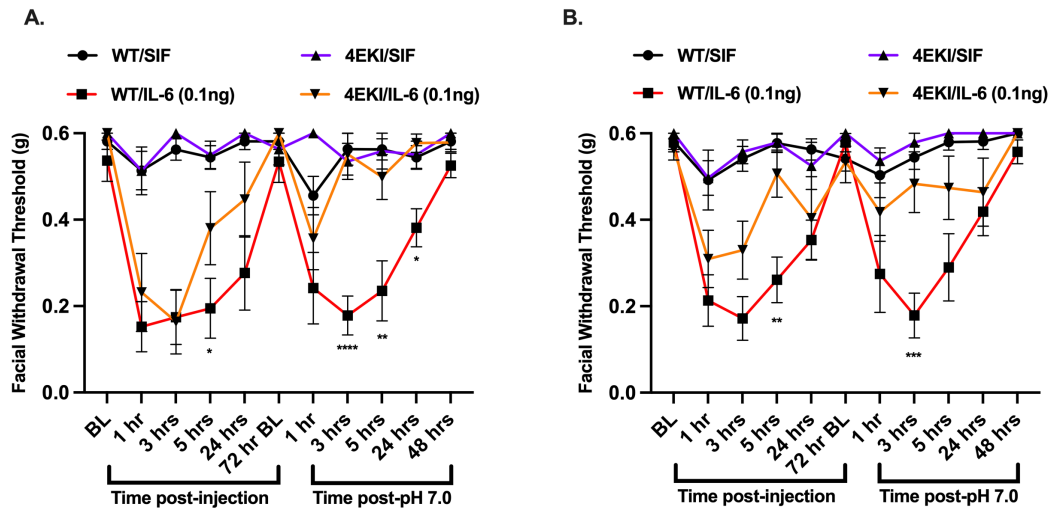 A.
WT/SIF
4EKI/SIF
WT/IL-6 (0.1ng)
4EKI/IL-6 (0.1ng)
Facial Withdrawal Threshold (g)
0.6
0.4
0.2
0.0
*
****
**
*
BL
1 hr
3 hrs
5 hrs
24 hrs
72 hr BL
1 hr
3 hrs
5 hrs
24 hrs
48 hrs
Time post-injection
Time post-pH 7.0
B.
WT/SIF
4EKI/SIF
WT/IL-6 (0.1ng)
4EKI/IL-6 (0.1ng)
Facial Withdrawal Threshold (g)
0.6
0.4
0.2
0.0
**
***
BL
1 hr
3 hrs
5 hrs
24 hrs
72 hr BL
1 hr
3 hrs
5 hrs
24 hrs
48 hrs
Time post-injection
Time post-pH 7.0